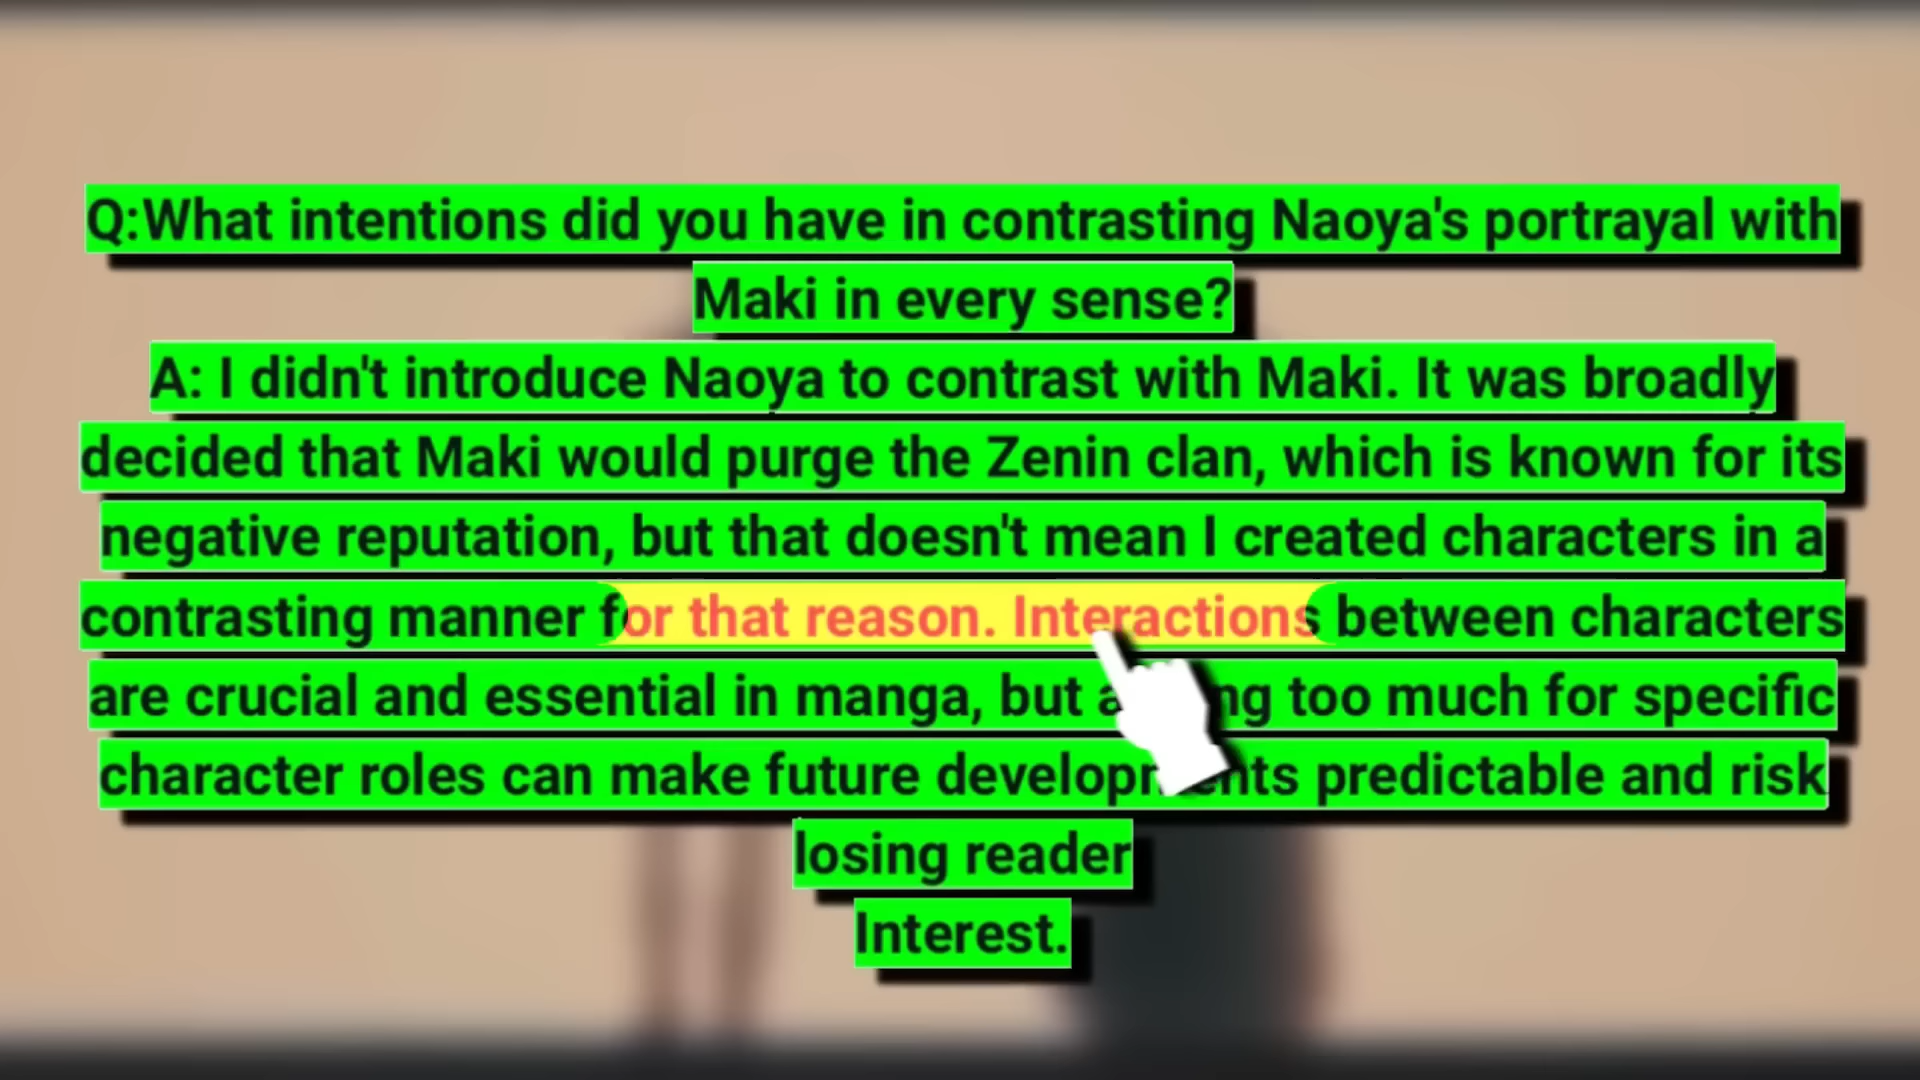 Q:What intentions did you have in contrasting Naoya's portrayal with
Maki in every sense?
A: I didn't introduce Naoya to contrast with Maki. It was broadly
decided that Maki would purge the Zenin clan, which is known for its
negative reputation, but that doesn't mean I created characters in a
contrasting manner for that reason. Interactions between characters
are crucial and essential in manga, but too much for specific
character roles can make future developments predictable and risk
losing reader
Interest.